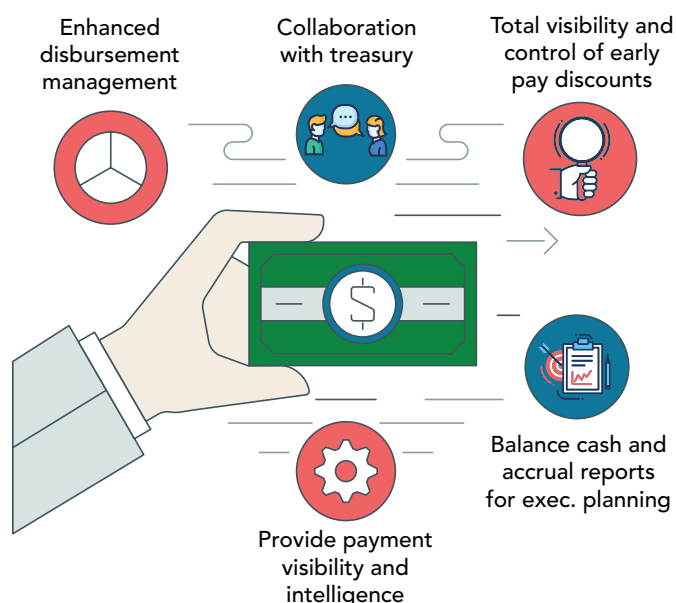 Enhanced
disbursement
management
Collaboration
with treasury
Total visibility and
control of early
pay discounts
$
Balance cash and
accrual reports
for exec. planning
Provide payment
visibility and
intelligence